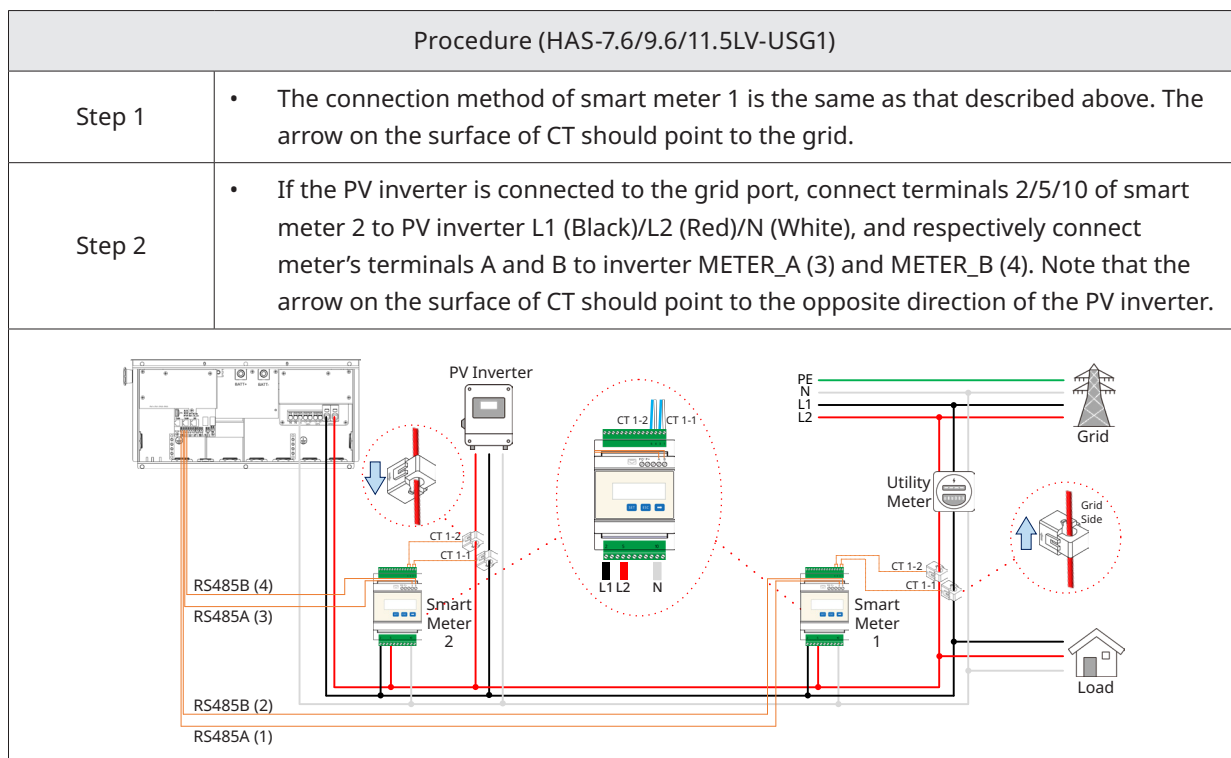 Procedure (HAS-7.6/9.6/11.5LV-USG1)
Step 1
• The connection method of smart meter 1 is the same as that described above. The
arrow on the surface of CT should point to the grid.
Step 2
• If the PV inverter is connected to the grid port, connect terminals 2/5/10 of smart
meter 2 to PV inverter L1 (Black)/L2 (Red)/N (White), and respectively connect
meter’s terminals A and B to inverter METER_A (3) and METER_B (4). Note that the
arrow on the surface of CT should point to the opposite direction of the PV inverter.
BATT+ BATT-
PV Inverter
CT 1-2 CT 1-1
L1 L2 N
PE
N
L1
L2
Grid
Utility
Meter
Grid
Side
CT 1-2
CT 1-1
CT 1-2
CT 1-1
RS485B (4)
RS485A (3)
Smart
Meter
2
Smart
Meter
1
Load
RS485B (2)
RS485A (1)